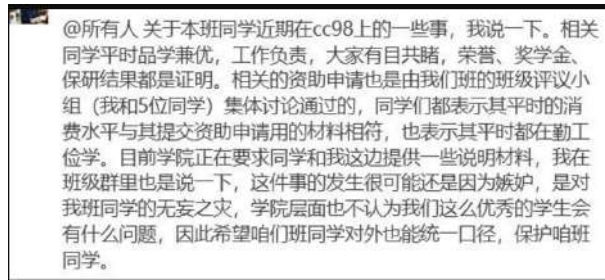 @所有人 关于本班同学近期在cc98上的一些事，我说一下。相关
同学平时品学兼优，工作负责，大家有目共睹，荣誉、奖学金、
保研结果都是证明。相关的资助申请也是由我们班的班级评议小
组（我和5位同学）集体讨论通过的，同学们都表示其平时的消
费水平与其提交资助申请用的材料相符，也表示其平时都在勤工
俭学。目前学院正在要求同学和我这边提供一些说明材料，我在
班级群里也是说一下，这件事的发生很可能还是因为嫉妒，是对
我班同学的无妄之灾，学院层面也不认为我们这么优秀的学生会
有什么问题，因此希望咱们班同学对外也能统一口径，保护咱班
同学。